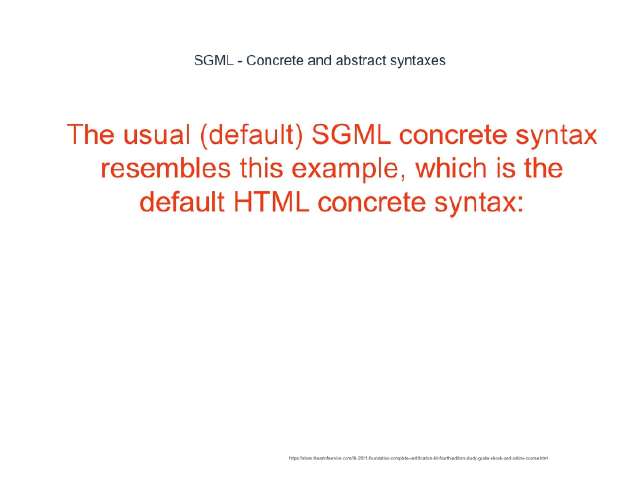 SGML - Concrete and abstract syntaxes
The usual (default) SGML concrete syntax
resembles this example, which is the
default HTML concrete syntax: